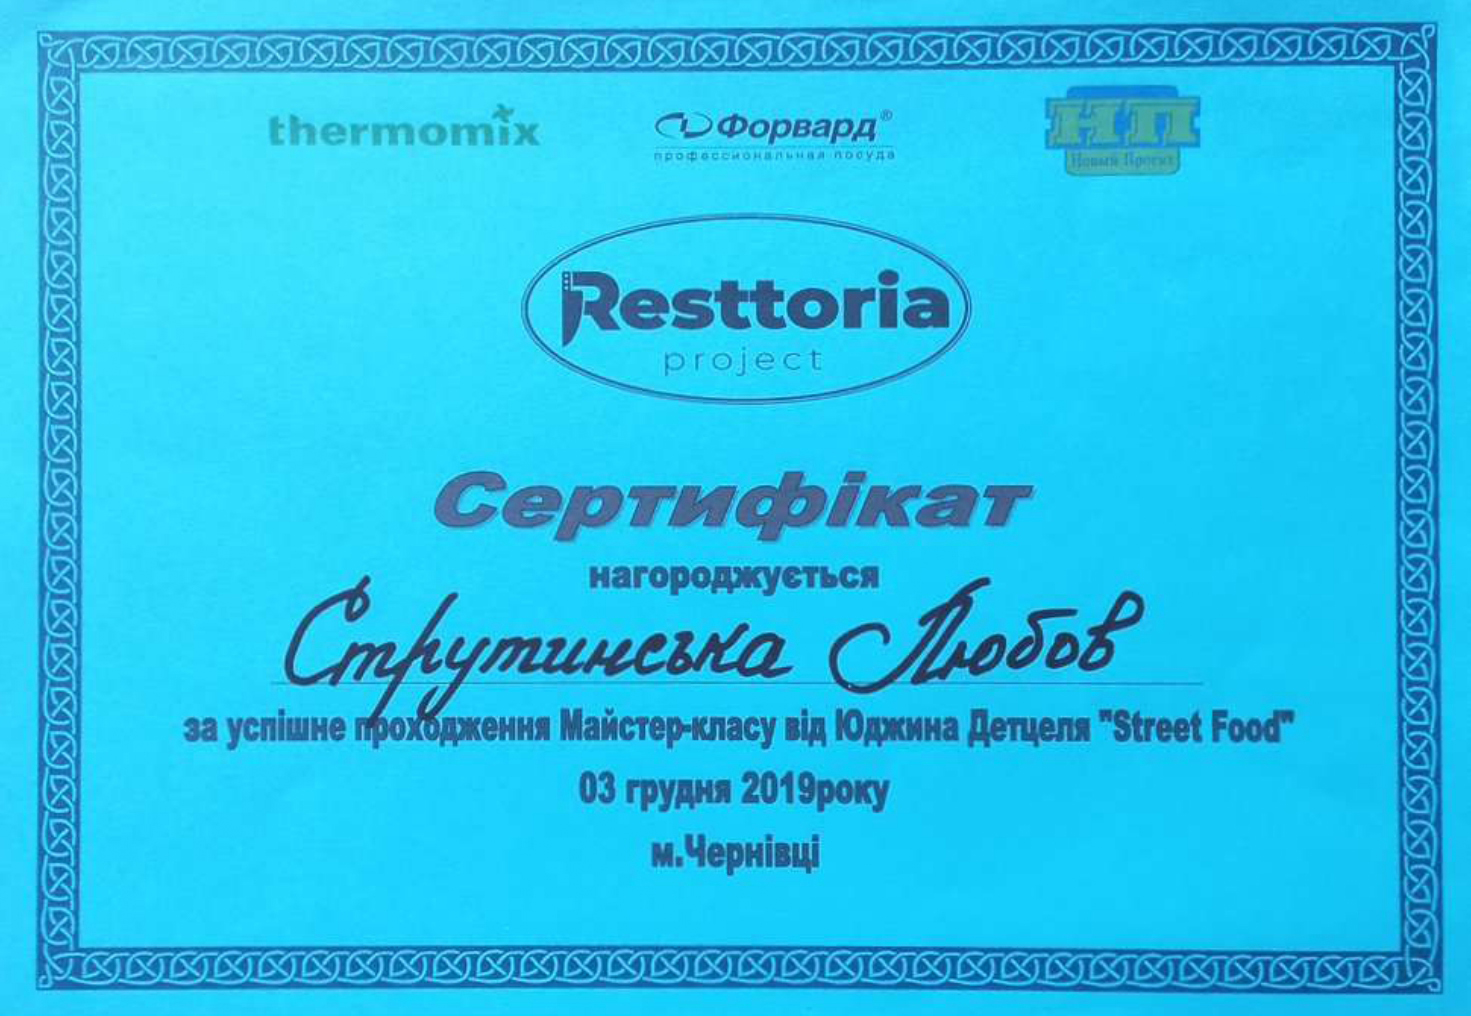 thermomix
Форвард®
профессиональная посуда
НП
Новый Проект
Resttoria
project
Сертифікат
нагороджується
Струтинська Любов
за успішне проходження Майстер-класу від Юджина Детцеля "Street Food"
03 грудня 2019року
м.Чернівці